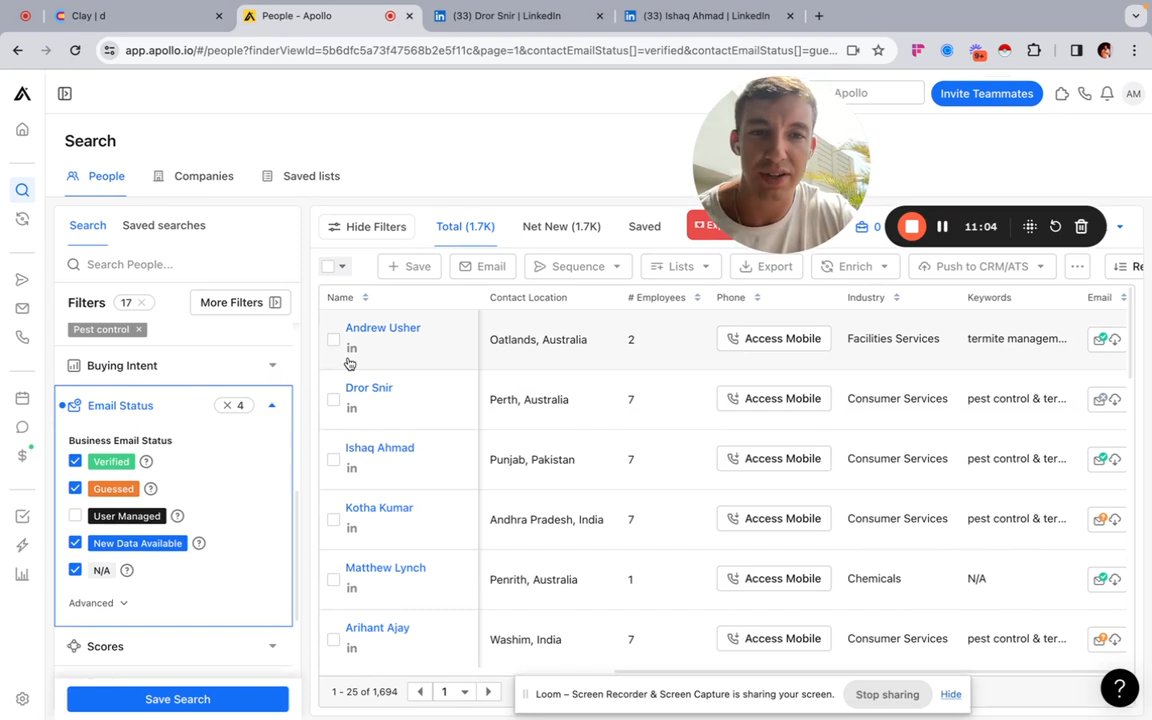 Clay | d
People - Apollo
(33) Dror Snir | LinkedIn
(33) Ishaq Ahmad | LinkedIn
app.apollo.io/#/people?finderViewId=5b6dfc5a73f47568b2e5f11c&page=1&contactEmailStatus[]=verified&contactEmailStatus[]=gue...
9+
Apollo
Invite Teammates
AM
Search
People
Companies
Saved lists
Search
Saved searches
Hide Filters
Total (1.7K)
Net New (1.7K)
Saved
0
11:04
Search People...
Save
Email
Sequence
Lists
Export
Enrich
Push to CRM/ATS
...
Re
Filters
17
More Filters
Pest control
Name
Contact Location
# Employees
Phone
Industry
Keywords
Email
Andrew Usher
in
Oatlands, Australia
2
Access Mobile
Facilities Services
termite managem...
Buying Intent
Dror Snir
in
Perth, Australia
7
Access Mobile
Consumer Services
pest control & ter...
Email Status
4
Business Email Status
Verified
Guessed
User Managed
New Data Available
N/A
Advanced
Ishaq Ahmad
in
Punjab, Pakistan
7
Access Mobile
Consumer Services
pest control & ter...
Kotha Kumar
in
Andhra Pradesh, India
7
Access Mobile
Consumer Services
pest control & ter...
Matthew Lynch
in
Penrith, Australia
1
Access Mobile
Chemicals
N/A
Arihant Ajay
in
Washim, India
7
Access Mobile
Consumer Services
pest control & ter...
Scores
Save Search
1 - 25 of 1,694
1
Loom – Screen Recorder & Screen Capture is sharing your screen.
Stop sharing
Hide
?